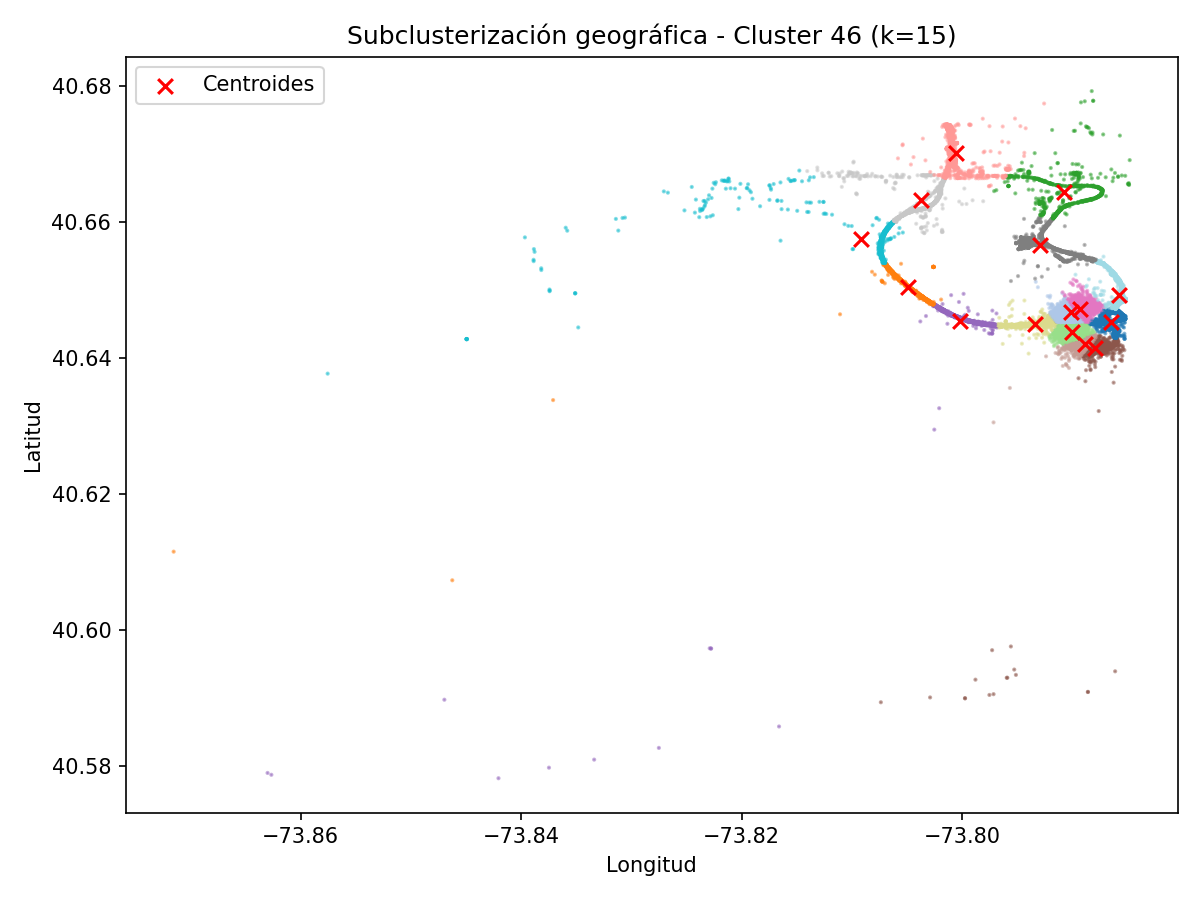 Subclusterización geográfica - Cluster 46 (k=15)
Centroides
40.68
40.66
40.64
40.62
40.60
40.58
Latitud
−73.86
−73.84
−73.82
−73.80
Longitud